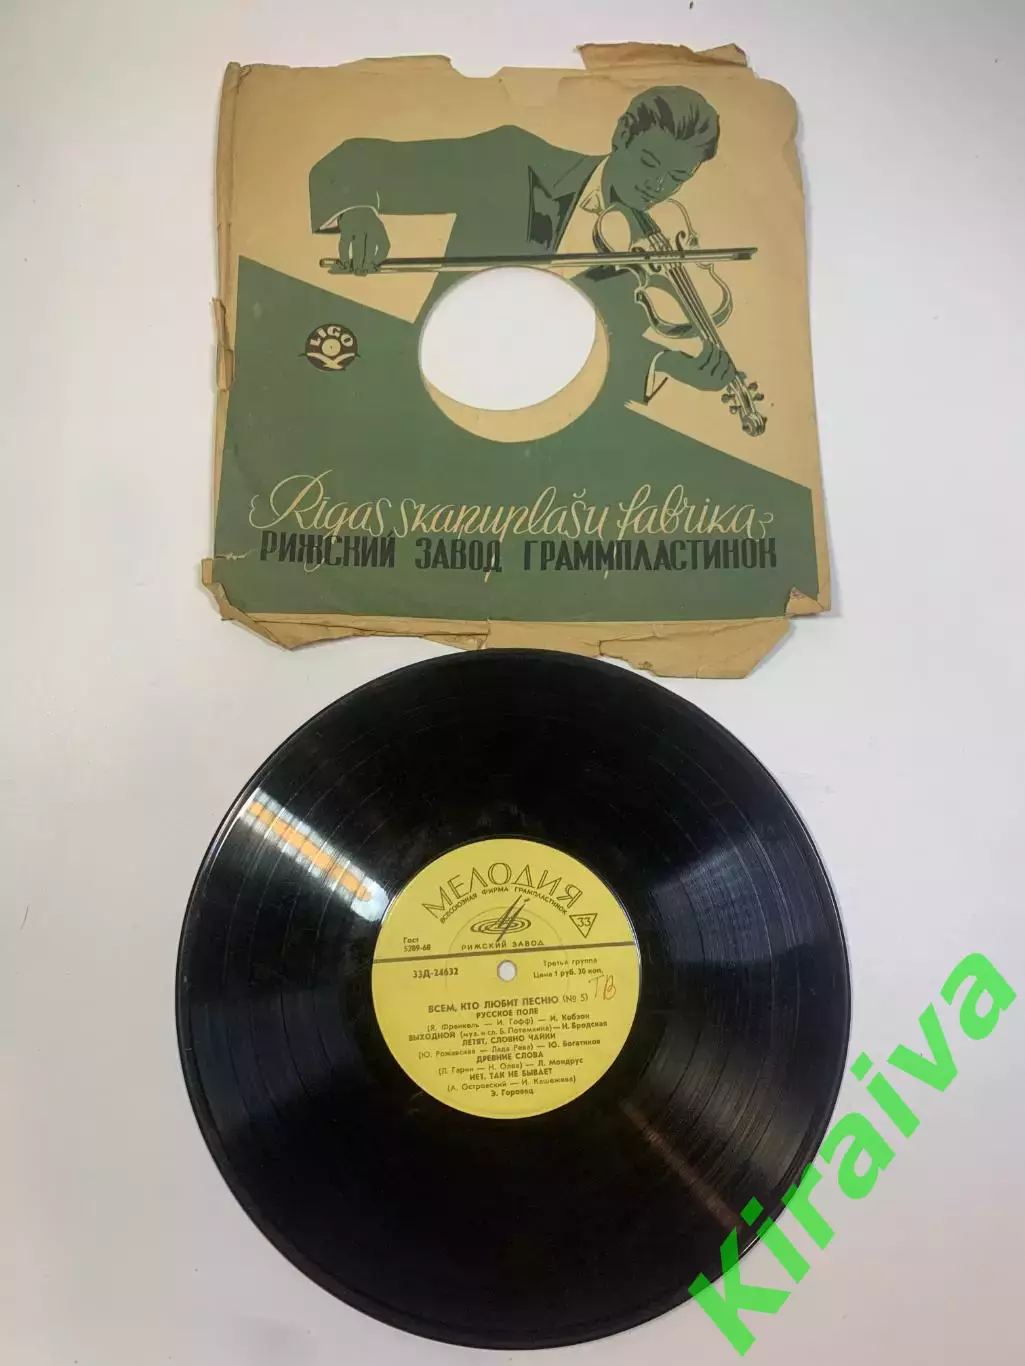 LIGO
Rīgas skaņuplašu fabrika
РИЖСКИЙ ЗАВОД ГРАММПЛАСТИНОК
МЕЛОДИЯ
ВСЕСОЮЗНАЯ ФИРМА ГРАМПЛАСТИНОК
33
РИЖСКИЙ ЗАВОД
Гост
5289-68
33Д-24632
Третья группа
Цена 1 руб. 30 коп.
ТВ
ВСЕМ, КТО ЛЮБИТ ПЕСНЮ (№ 5)
РУССКОЕ ПОЛЕ
(Я. Френкель — И. Гофф) — И. Кобзон
ВЫХОДНОЙ (муз. и сл. Б. Потемкина) — И. Бродская
ЛЕТЯТ, СЛОВНО ЧАЙКИ
(Ю. Рожавская — Лада Рева) — Ю. Богатиков
ДРЕВНИЕ СЛОВА
(Л. Гарин — Н. Олев) — Л. Мондрус
НЕТ, ТАК НЕ БЫВАЕТ
(А. Островский — И. Кашежева)
Э. Горовец
Kiraiva